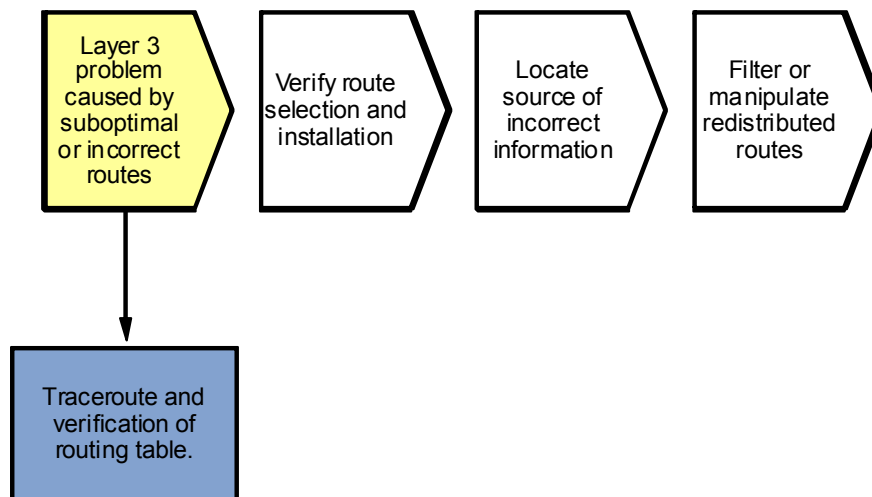 Layer 3
problem
caused by
suboptimal
or incorrect
routes
Verify route
selection and
installation
Locate
source of
incorrect
information
Filter or
manipulate
redistributed
routes
Traceroute and
verification of
routing table.